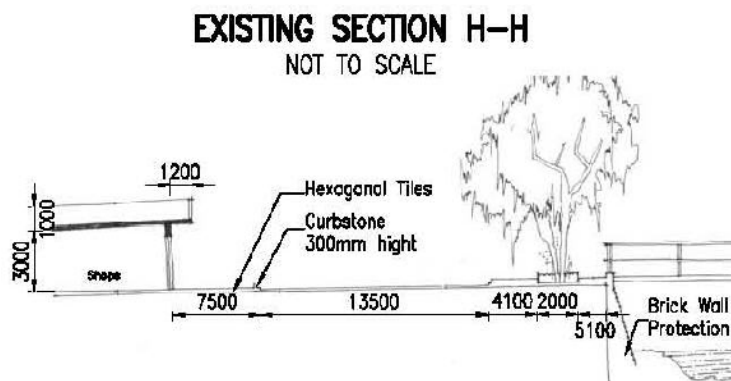 EXISTING SECTION H-H
NOT TO SCALE
1200
Hexagonal Tiles
Curbstone
300mm hight
1000
3000
Shops
7500
13500
4100
2000
5100
Brick Wall
Protection